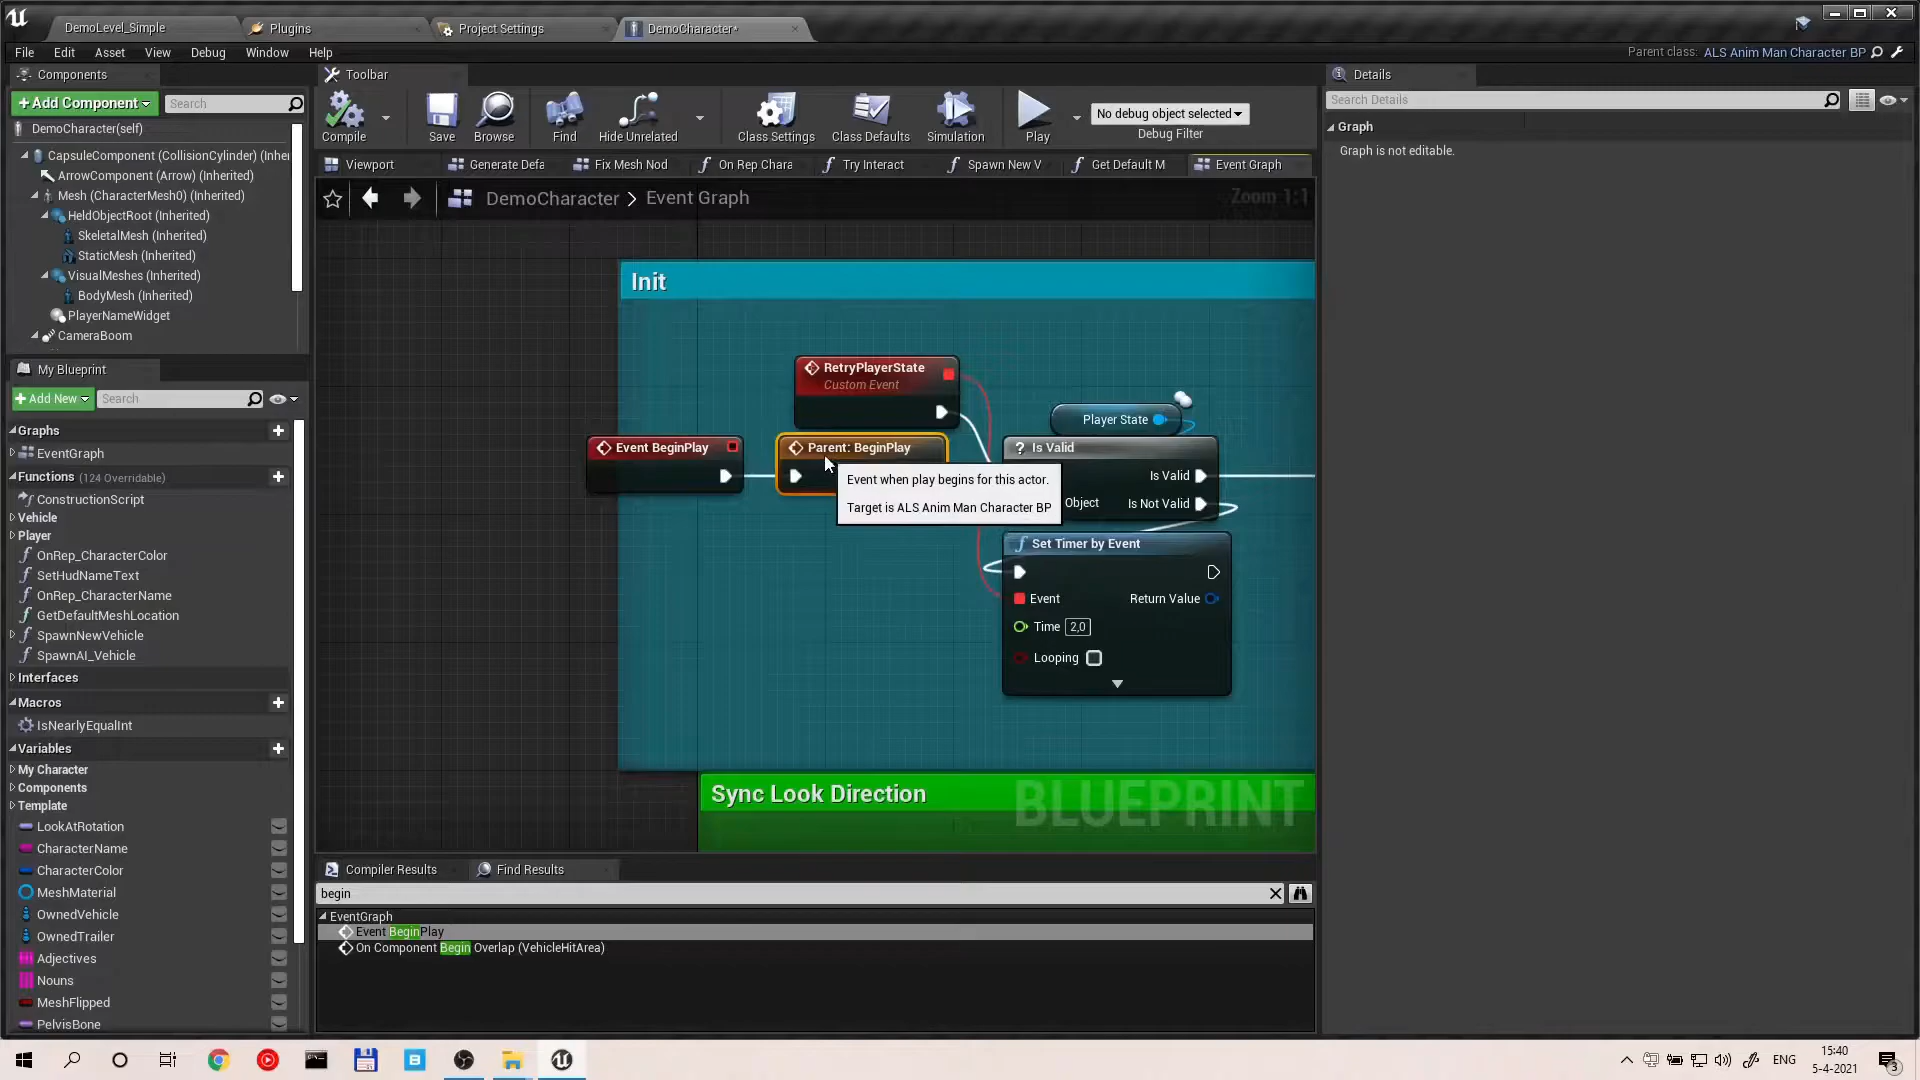 DemoLevel_Simple
Plugins
Project Settings
DemoCharacter*
File Edit Asset View Debug Window Help
Parent class: ALS Anim Man Character BP
Components
Toolbar
Details
+Add Component
Search
Search Details
DemoCharacter(self)
CapsuleComponent (CollisionCylinder) (Inher
ArrowComponent (Arrow) (Inherited)
Mesh (CharacterMesh0) (Inherited)
HeldObjectRoot (Inherited)
SkeletalMesh (Inherited)
StaticMesh (Inherited)
VisualMeshes (Inherited)
BodyMesh (Inherited)
PlayerNameWidget
CameraBoom
Compile Save Browse Find Hide Unrelated Class Settings Class Defaults Simulation Play
No debug object selected
Debug Filter
Graph
Graph is not editable.
Viewport Generate Defa Fix Mesh Nod On Rep Chara Try Interact Spawn New V Get Default M Event Graph
DemoCharacter > Event Graph
Zoom 1:1
My Blueprint
+Add New
Search
Graphs
EventGraph
Functions (124 Overridable)
ConstructionScript
Vehicle
Player
OnRep_CharacterColor
SetHudNameText
OnRep_CharacterName
GetDefaultMeshLocation
SpawnNewVehicle
SpawnAI_Vehicle
Interfaces
Macros
IsNearlyEqualInt
Variables
My Character
Components
Template
LookAtRotation
CharacterName
CharacterColor
MeshMaterial
OwnedVehicle
OwnedTrailer
Adjectives
Nouns
MeshFlipped
PelvisBone
Init
RetryPlayerState
Custom Event
Player State
Event BeginPlay
Parent: BeginPlay
? Is Valid
Is Valid
Object
Is Not Valid
Event when play begins for this actor.
Target is ALS Anim Man Character BP
Set Timer by Event
Event
Return Value
Time 2,0
Looping
Sync Look Direction
BLUEPRINT
Compiler Results
Find Results
begin
EventGraph
Event BeginPlay
On Component Begin Overlap (VehicleHitArea)
ENG
15:40
5-4-2021
3